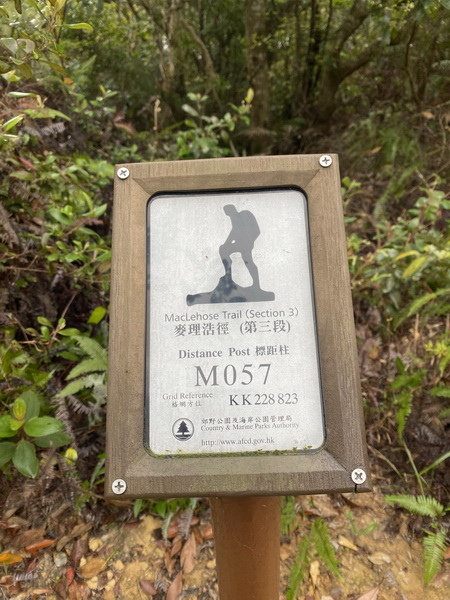 MacLehose Trail (Section 3)
麥理浩徑 (第三段)
Distance Post 標距柱
M057
Grid Reference
格網方位
KK 228 823
郊野公園及海岸公園管理局
Country & Marine Parks Authority
http://www.afcd.gov.hk